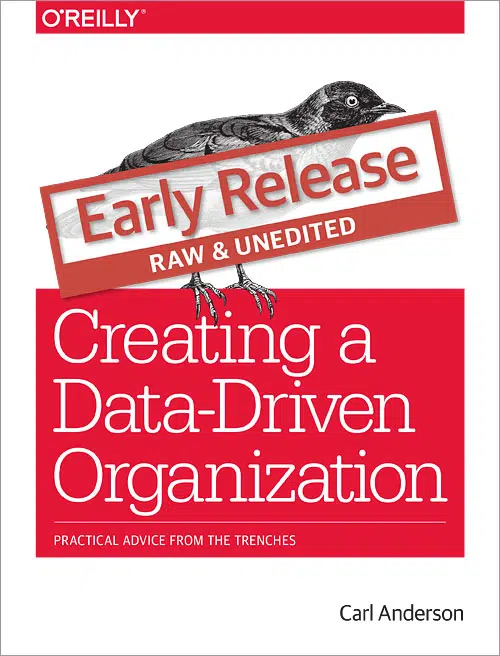 O'REILLY®
Early Release
RAW & UNEDITED
Creating a
Data-Driven
Organization
PRACTICAL ADVICE FROM THE TRENCHES
Carl Anderson